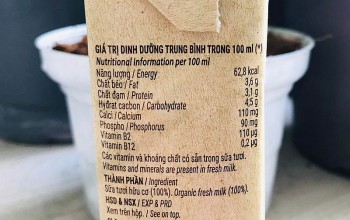 GIÁ TRỊ DINH DƯỠNG TRUNG BÌNH TRONG 100 ml (*)
Nutritional Information per 100 ml
Năng lượng / Energy 62,8 kcal
Chất béo / Fat 3,6 g
Chất đạm / Protein 3,1 g
Hydrat cacbon / Carbohydrate 4,5 g
Calci / Calcium 110 mg
Phospho / Phosphorus 90 mg
Vitamin B2 110 µg
Vitamin B12 0,2 µg
Các vitamin và khoáng chất có sẵn trong sữa tươi.
Vitamins and minerals are present in fresh milk.
THÀNH PHẦN / Ingredient
Sữa tươi hữu cơ (100%). Organic fresh milk (100%).
HSD & NSX / EXP & PRD
Xem trên hộp. / See on top.